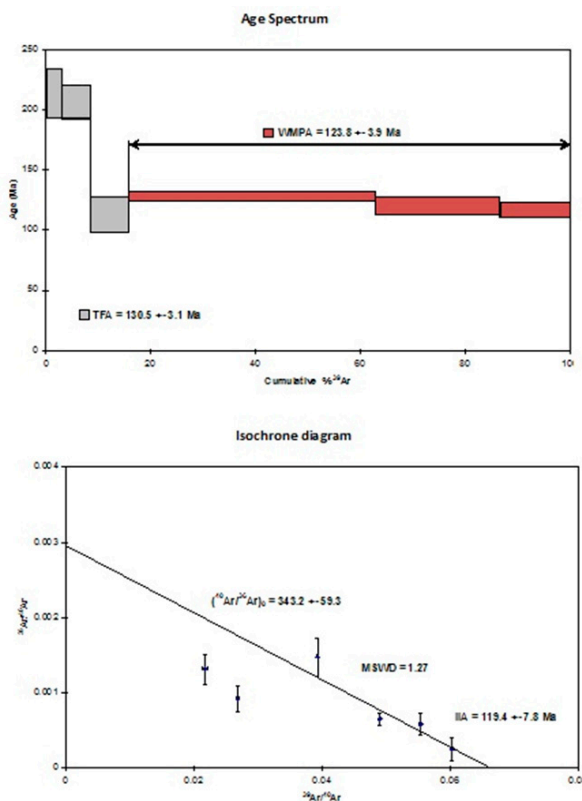 Age Spectrum
250
200
150
100
50
0
Age (Ma)
WMPA = 123.8 +- 3.9 Ma
TFA = 130.5 +-3.1 Ma
0 20 40 60 80 100
Cumulative %³⁹Ar
Isochrone diagram
0.004
0.003
0.002
0.001
0
³⁶Ar/⁴⁰Ar
(⁴⁰Ar/³⁶Ar)₀ = 343.2 +-59.3
MSWD = 1.27
IIA = 119.4 +-7.8 Ma
0 0.02 0.04 0.06 0.0
³⁹Ar/⁴⁰Ar